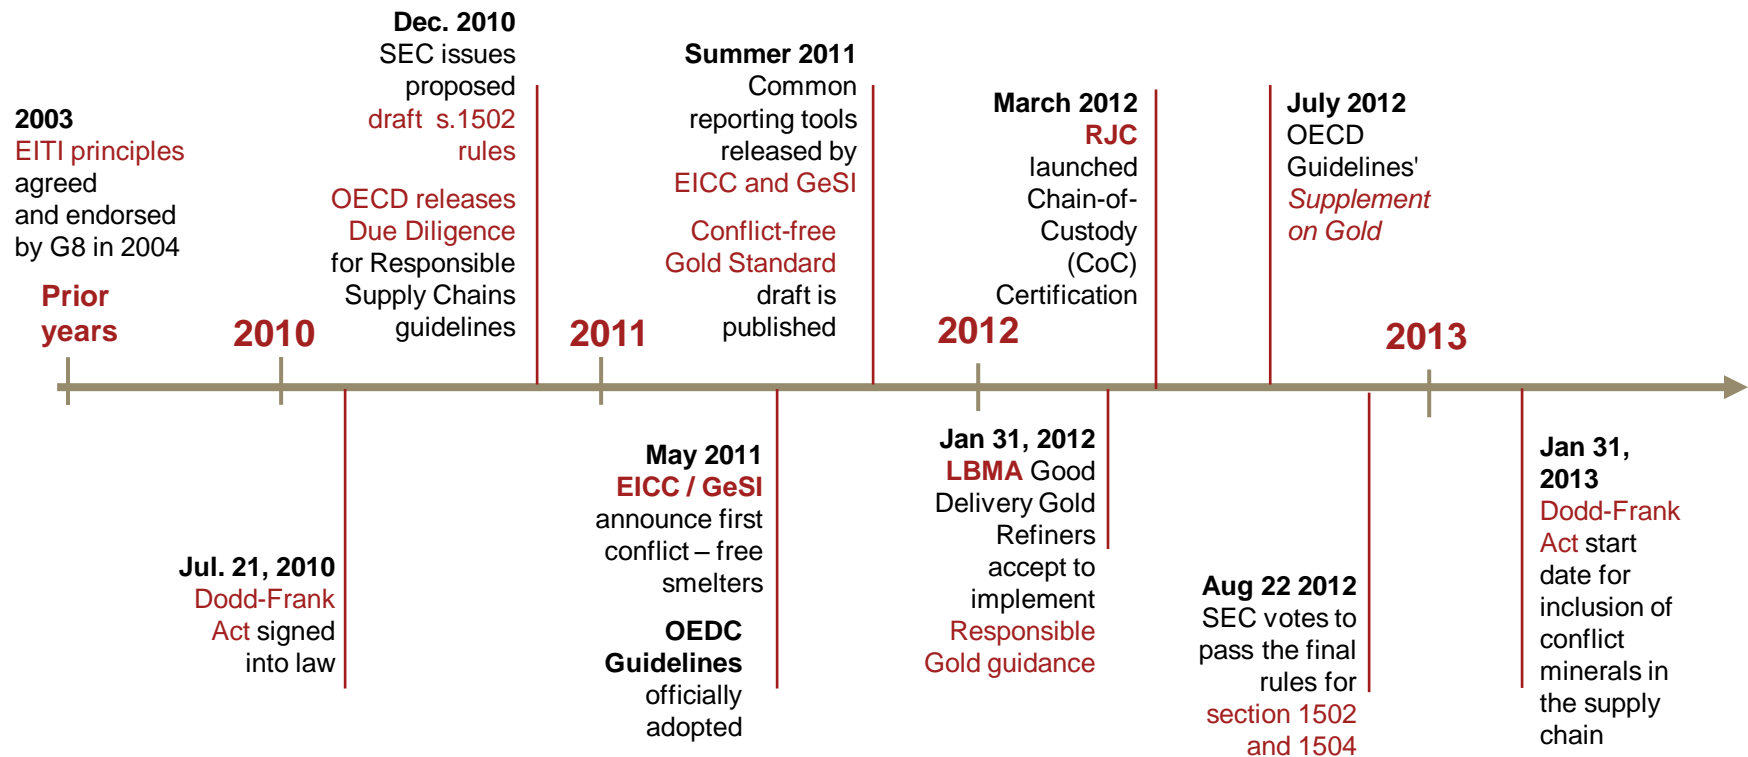 2003
EITI principles
agreed
and endorsed
by G8 in 2004
Prior
years
2010
Dec. 2010
SEC issues
proposed
draft  s.1502
rules
OECD releases
Due Diligence
for Responsible
Supply Chains
guidelines
2011
Summer 2011
Common
reporting tools
released by
EICC and GeSI
Conflict-free
Gold Standard
draft is
published
2012
March 2012
RJC
launched
Chain-of-
Custody
(CoC)
Certification
July 2012
OECD
Guidelines'
Supplement
on Gold
2013
Jul. 21, 2010
Dodd-Frank
Act signed
into law
May 2011
EICC / GeSI
announce first
conflict – free
smelters
OEDC
Guidelines
officially
adopted
Jan 31, 2012
LBMA Good
Delivery Gold
Refiners
accept to
implement
Responsible
Gold guidance
Aug 22 2012
SEC votes to
pass the final
rules for
section 1502
and 1504
Jan 31,
2013
Dodd-Frank
Act start
date for
inclusion of
conflict
minerals in
the supply
chain